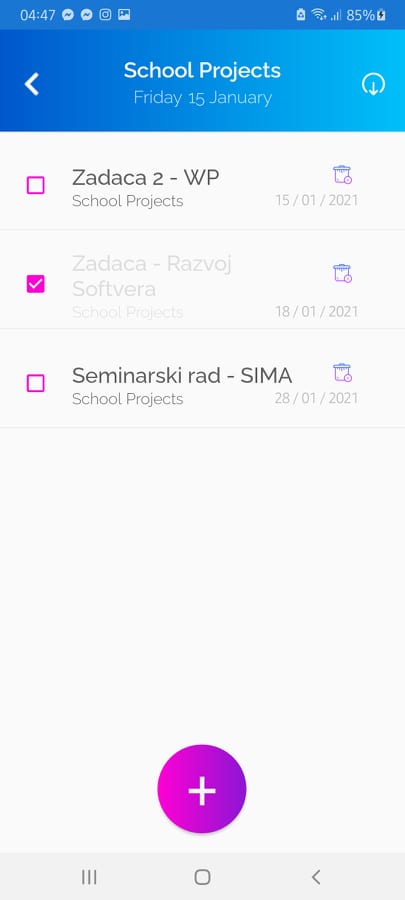 04:47
85%
School Projects
Friday 15 January
Zadaca 2 - WP
School Projects
15 / 01 / 2021
Zadaca - Razvoj
Softvera
School Projects
18 / 01 / 2021
Seminarski rad - SIMA
School Projects
28 / 01 / 2021